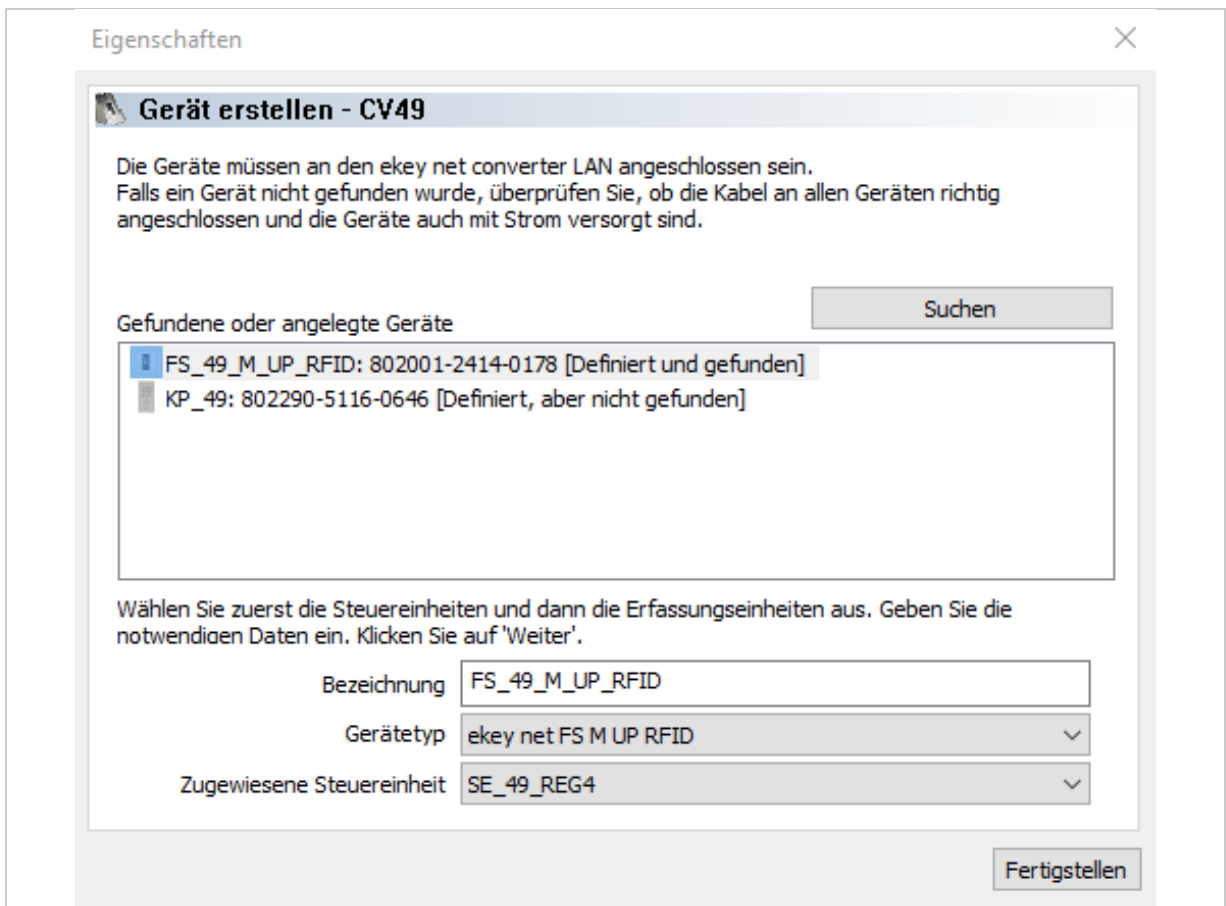 Eigenschaften
Gerät erstellen - CV49
Die Geräte müssen an den ekey net converter LAN angeschlossen sein.
Falls ein Gerät nicht gefunden wurde, überprüfen Sie, ob die Kabel an allen Geräten richtig
angeschlossen und die Geräte auch mit Strom versorgt sind.
Suchen
Gefundene oder angelegte Geräte
FS_49_M_UP_RFID: 802001-2414-0178 [Definiert und gefunden]
KP_49: 802290-5116-0646 [Definiert, aber nicht gefunden]
Wählen Sie zuerst die Steuereinheiten und dann die Erfassungseinheiten aus. Geben Sie die
notwendigen Daten ein. Klicken Sie auf 'Weiter'.
Bezeichnung FS_49_M_UP_RFID
Gerätetyp ekey net FS M UP RFID
Zugewiesene Steuereinheit SE_49_REG4
Fertigstellen